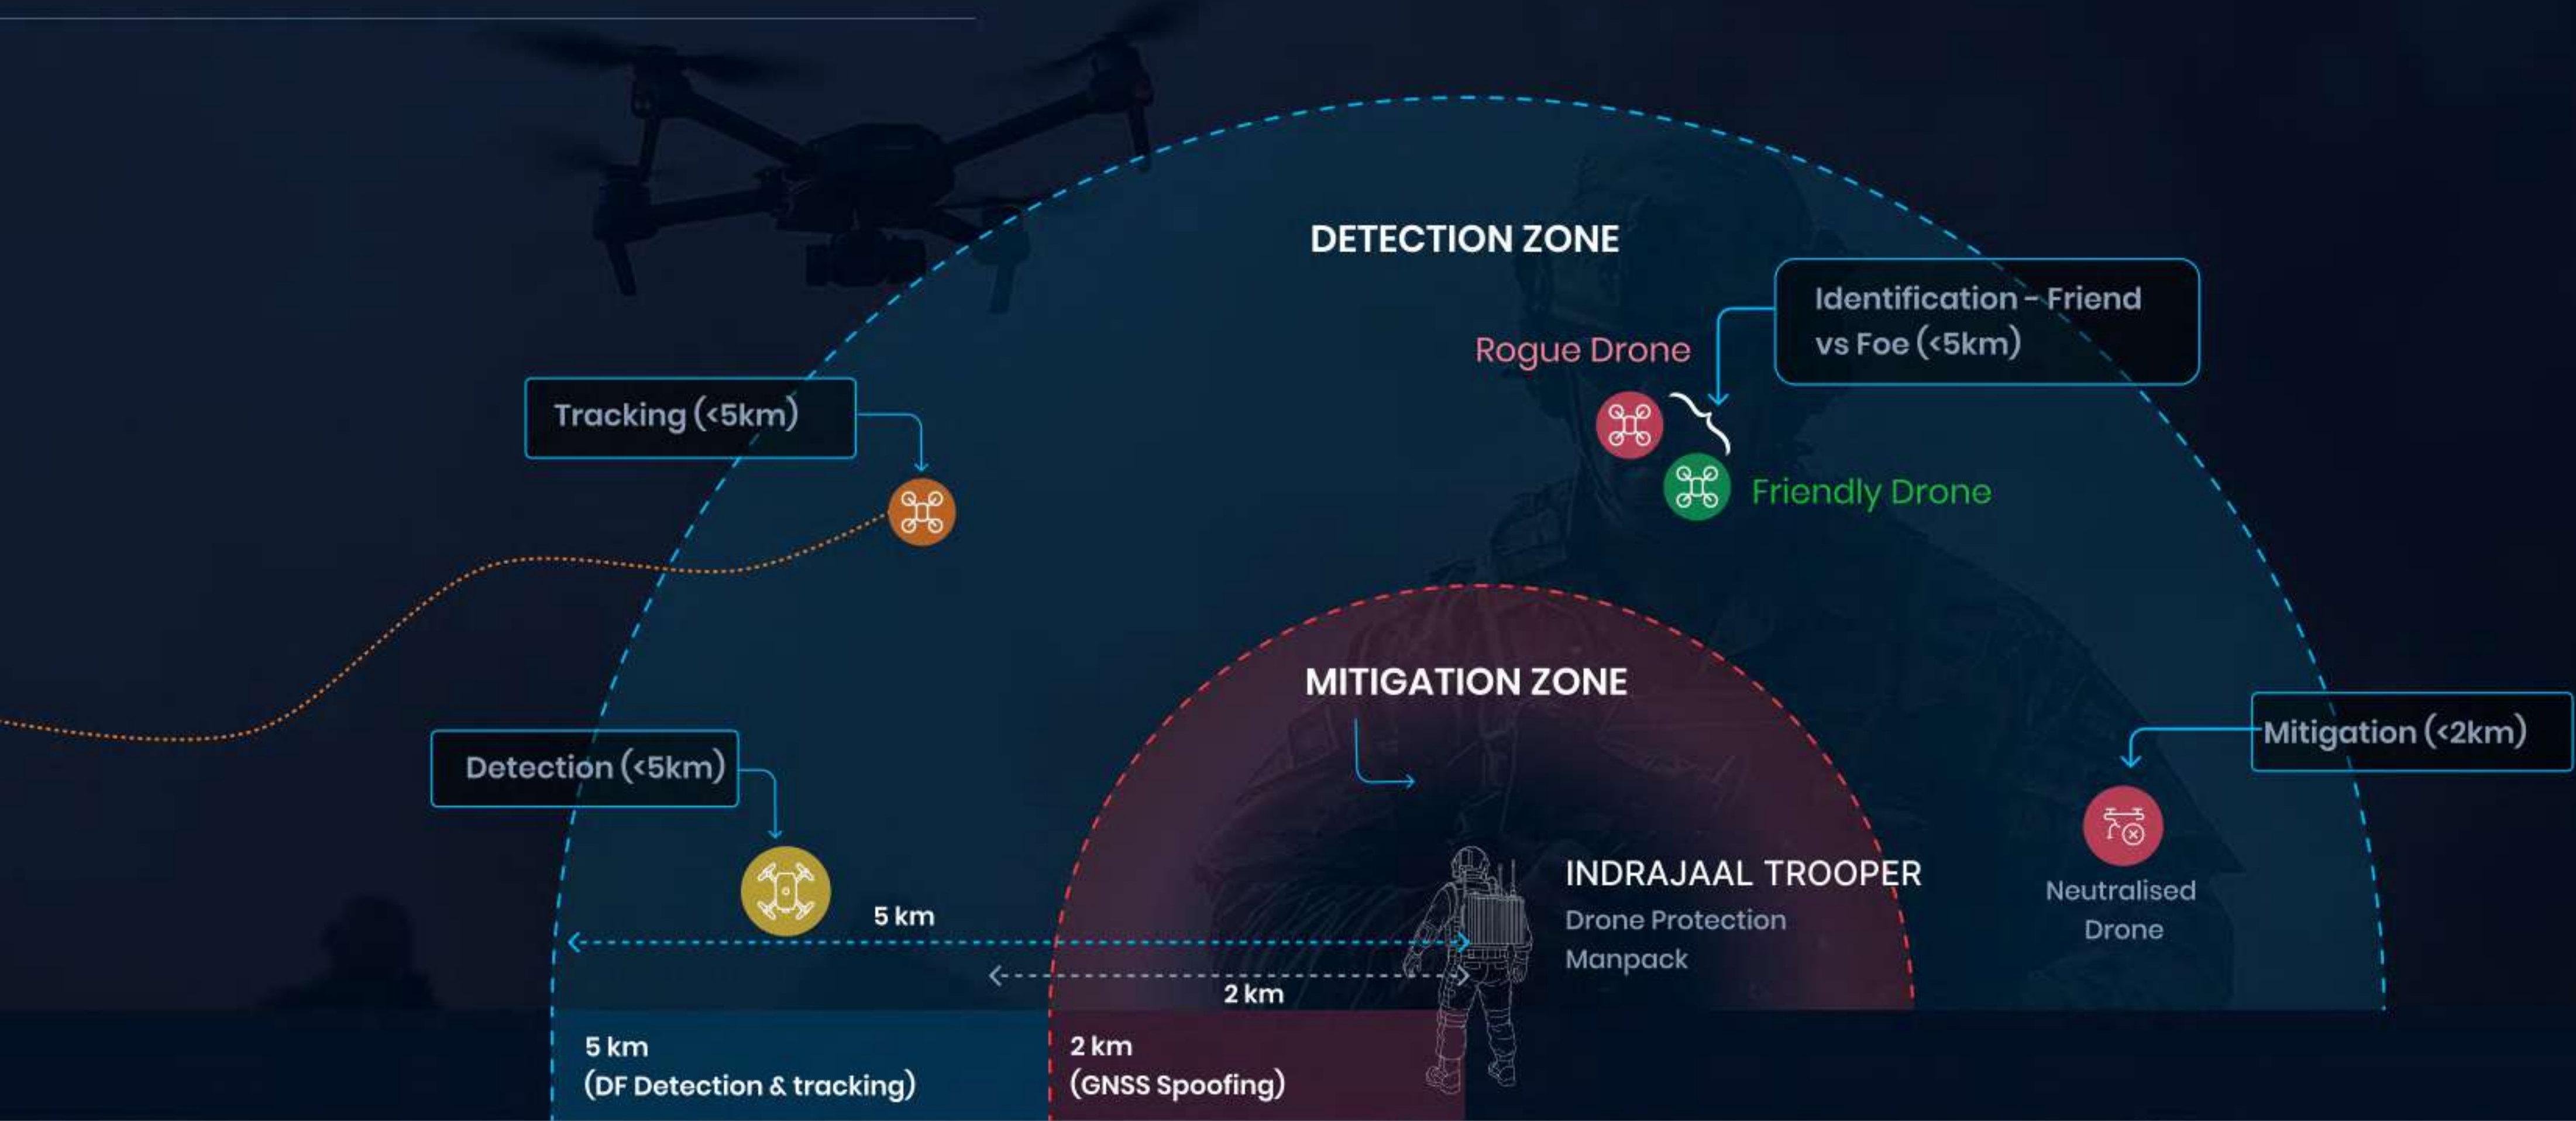 DETECTION ZONE
Identification - Friend
vs Foe (<5km)
Rogue Drone
Tracking (<5km)
Friendly Drone
MITIGATION ZONE
Mitigation (<2km)
Detection (<5km)
INDRAJAAL TROOPER
Drone Protection
Manpack
Neutralised
Drone
5 km
2 km
5 km
(DF Detection & tracking)
2 km
(GNSS Spoofing)